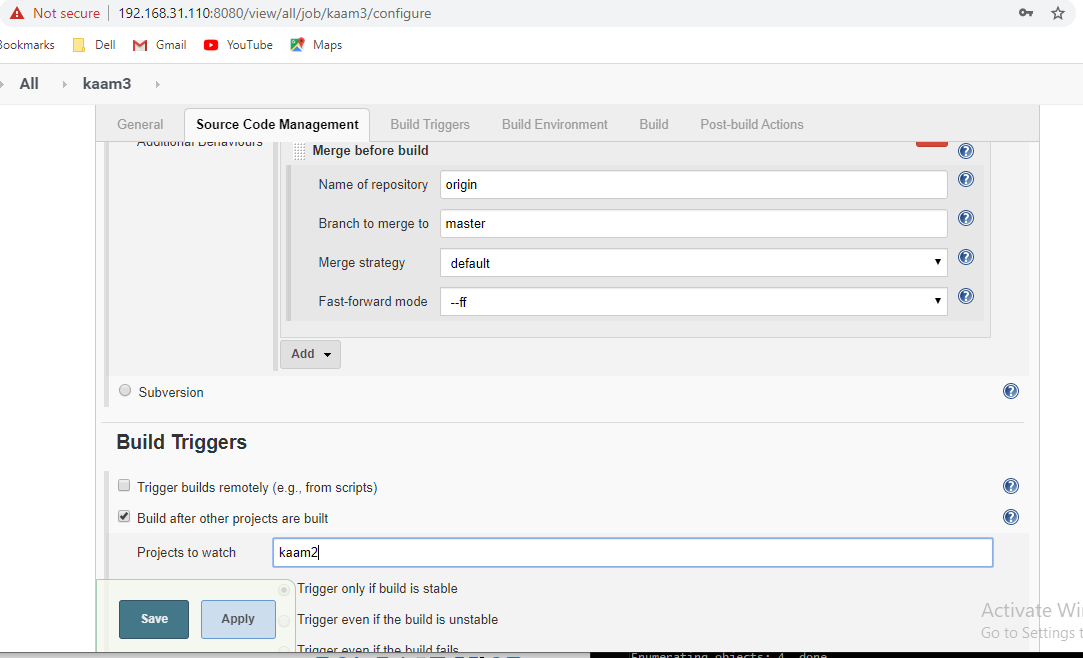 Not secure 192.168.31.110:8080/view/all/job/kaam3/configure
Bookmarks Dell Gmail YouTube Maps
All kaam3
General Source Code Management Build Triggers Build Environment Build Post-build Actions
Additional Behaviours
Merge before build
Name of repository origin
Branch to merge to master
Merge strategy default
Fast-forward mode --ff
Add
Subversion
Build Triggers
Trigger builds remotely (e.g., from scripts)
Build after other projects are built
Projects to watch kaam2
Trigger only if build is stable
Save Apply
Trigger even if the build is unstable
Activate Wi
Go to Settings t
Trigger even if the build fails
Enumerating objects: 4, done